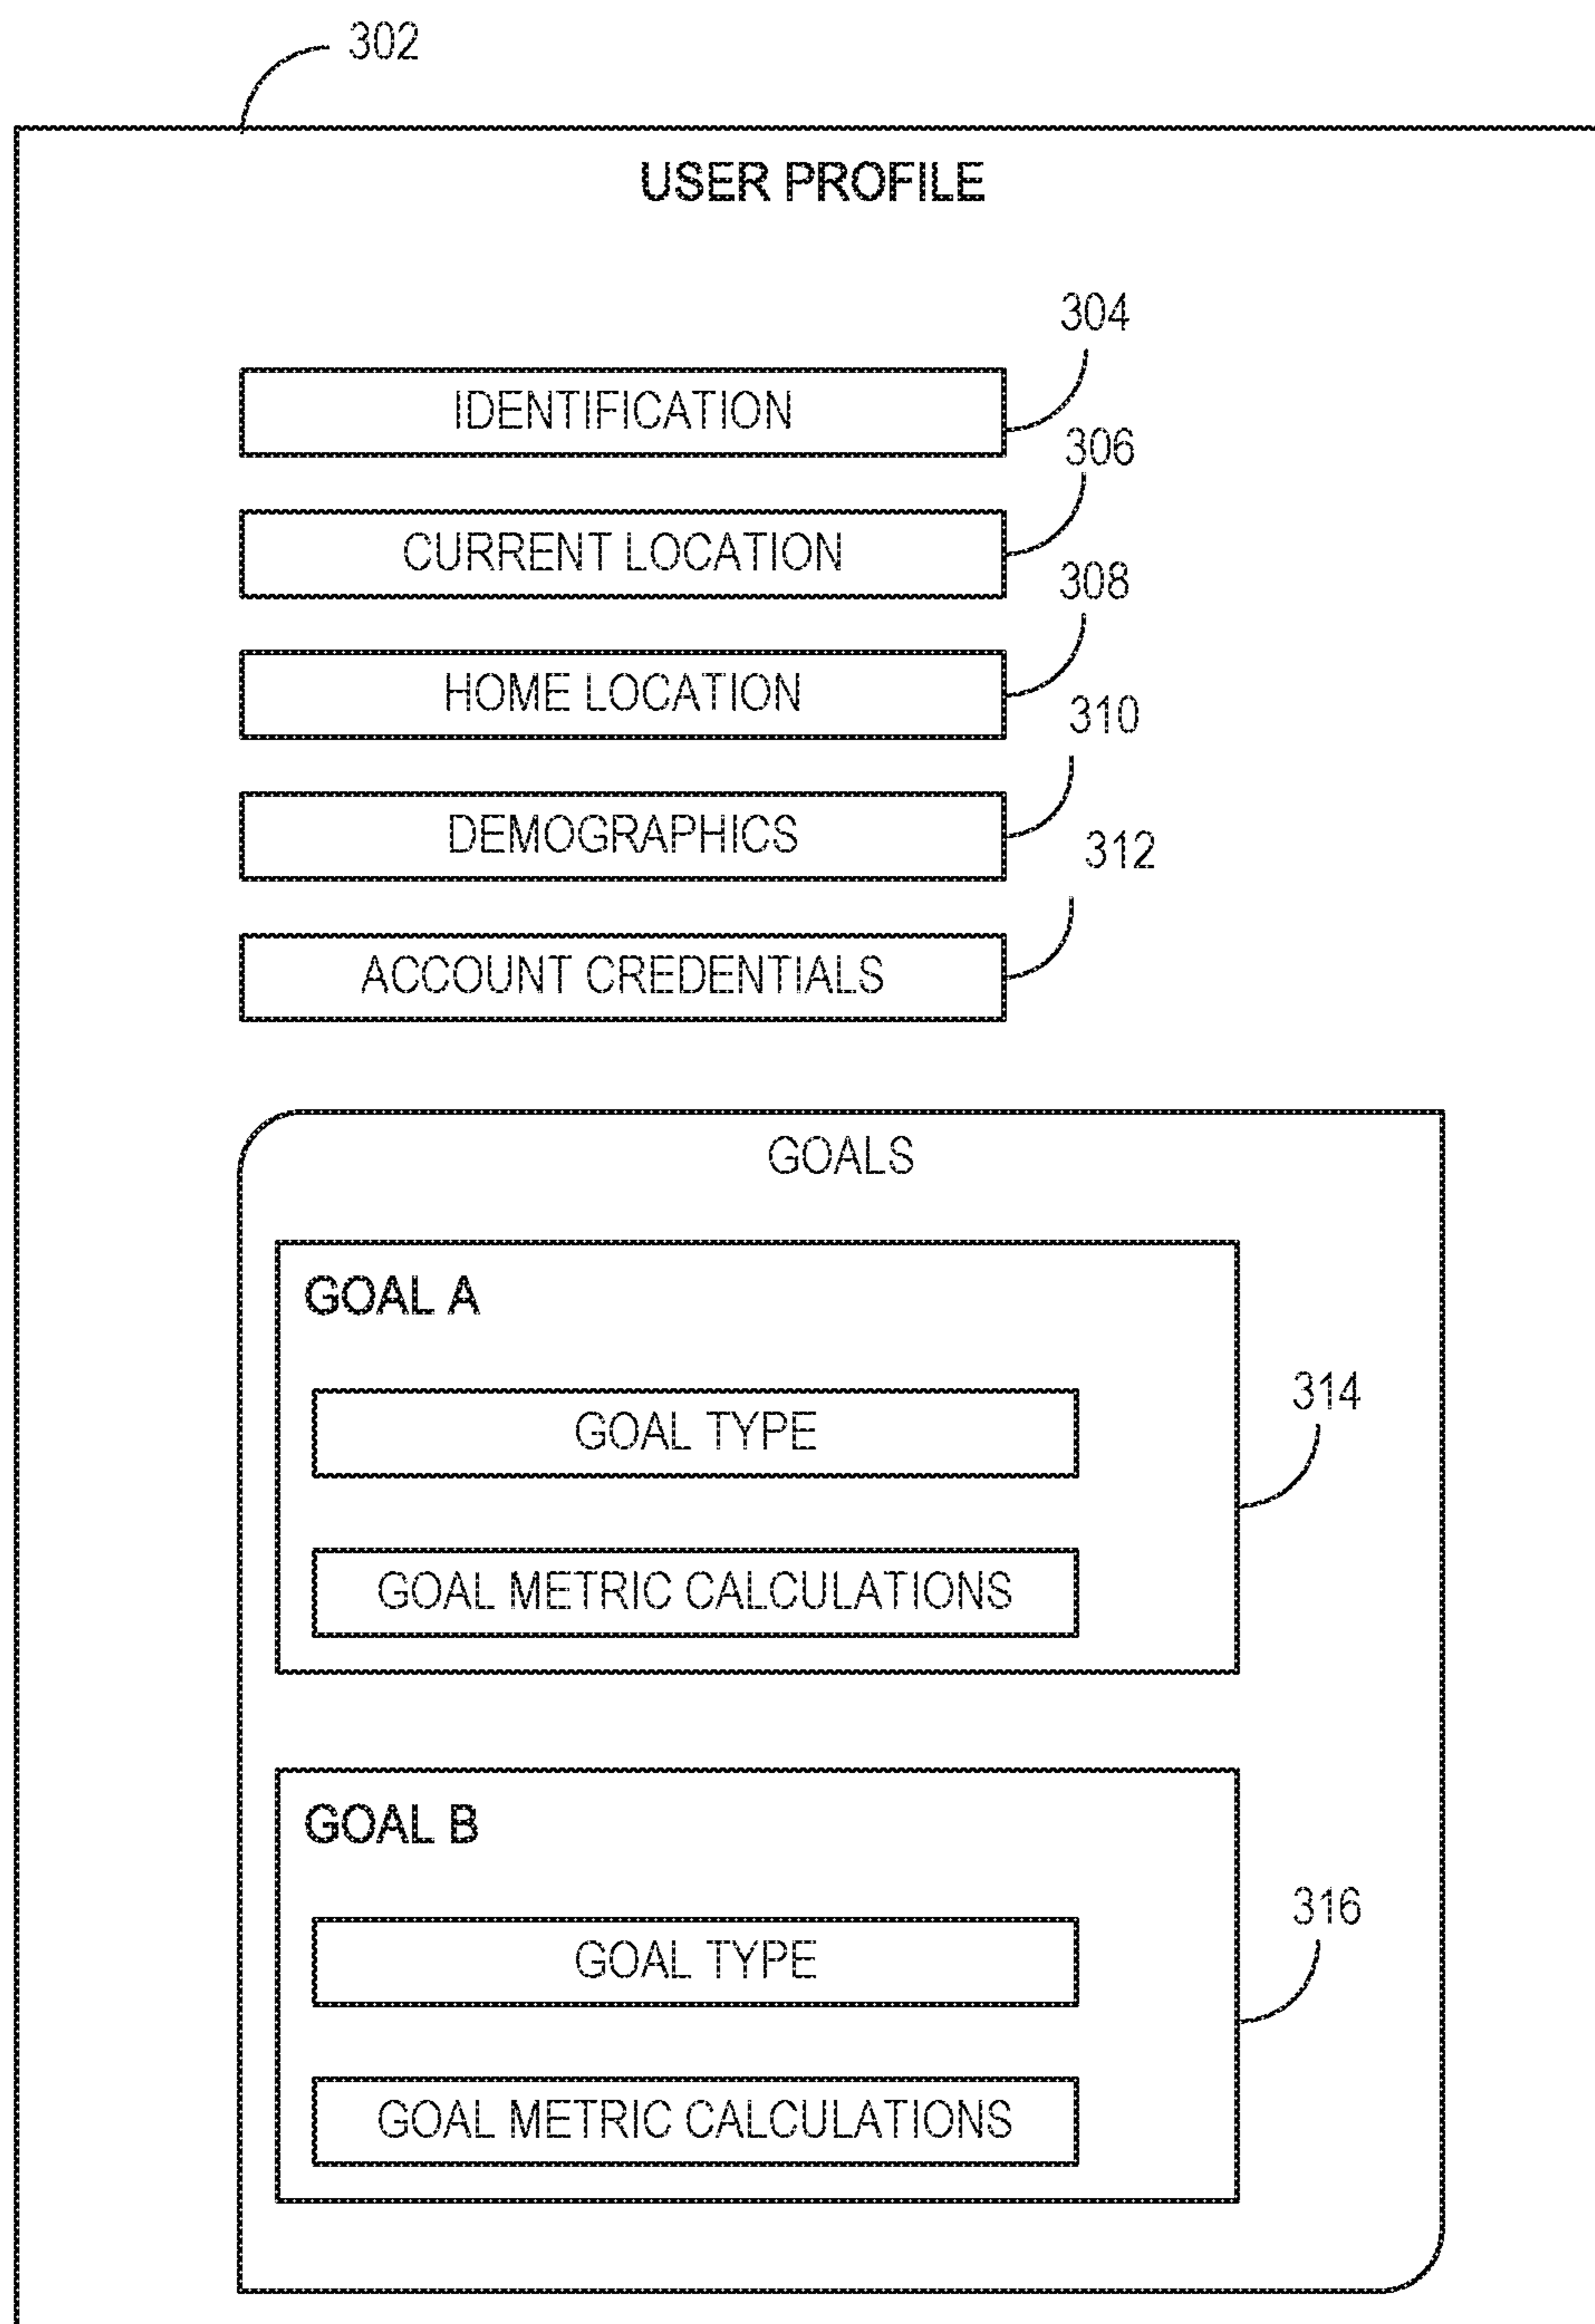 302
USER PROFILE
304
IDENTIFICATION
306
CURRENT LOCATION
308
HOME LOCATION
310
DEMOGRAPHICS
312
ACCOUNT CREDENTIALS
GOALS
GOAL A
314
GOAL TYPE
GOAL METRIC CALCULATIONS
GOAL B
316
GOAL TYPE
GOAL METRIC CALCULATIONS